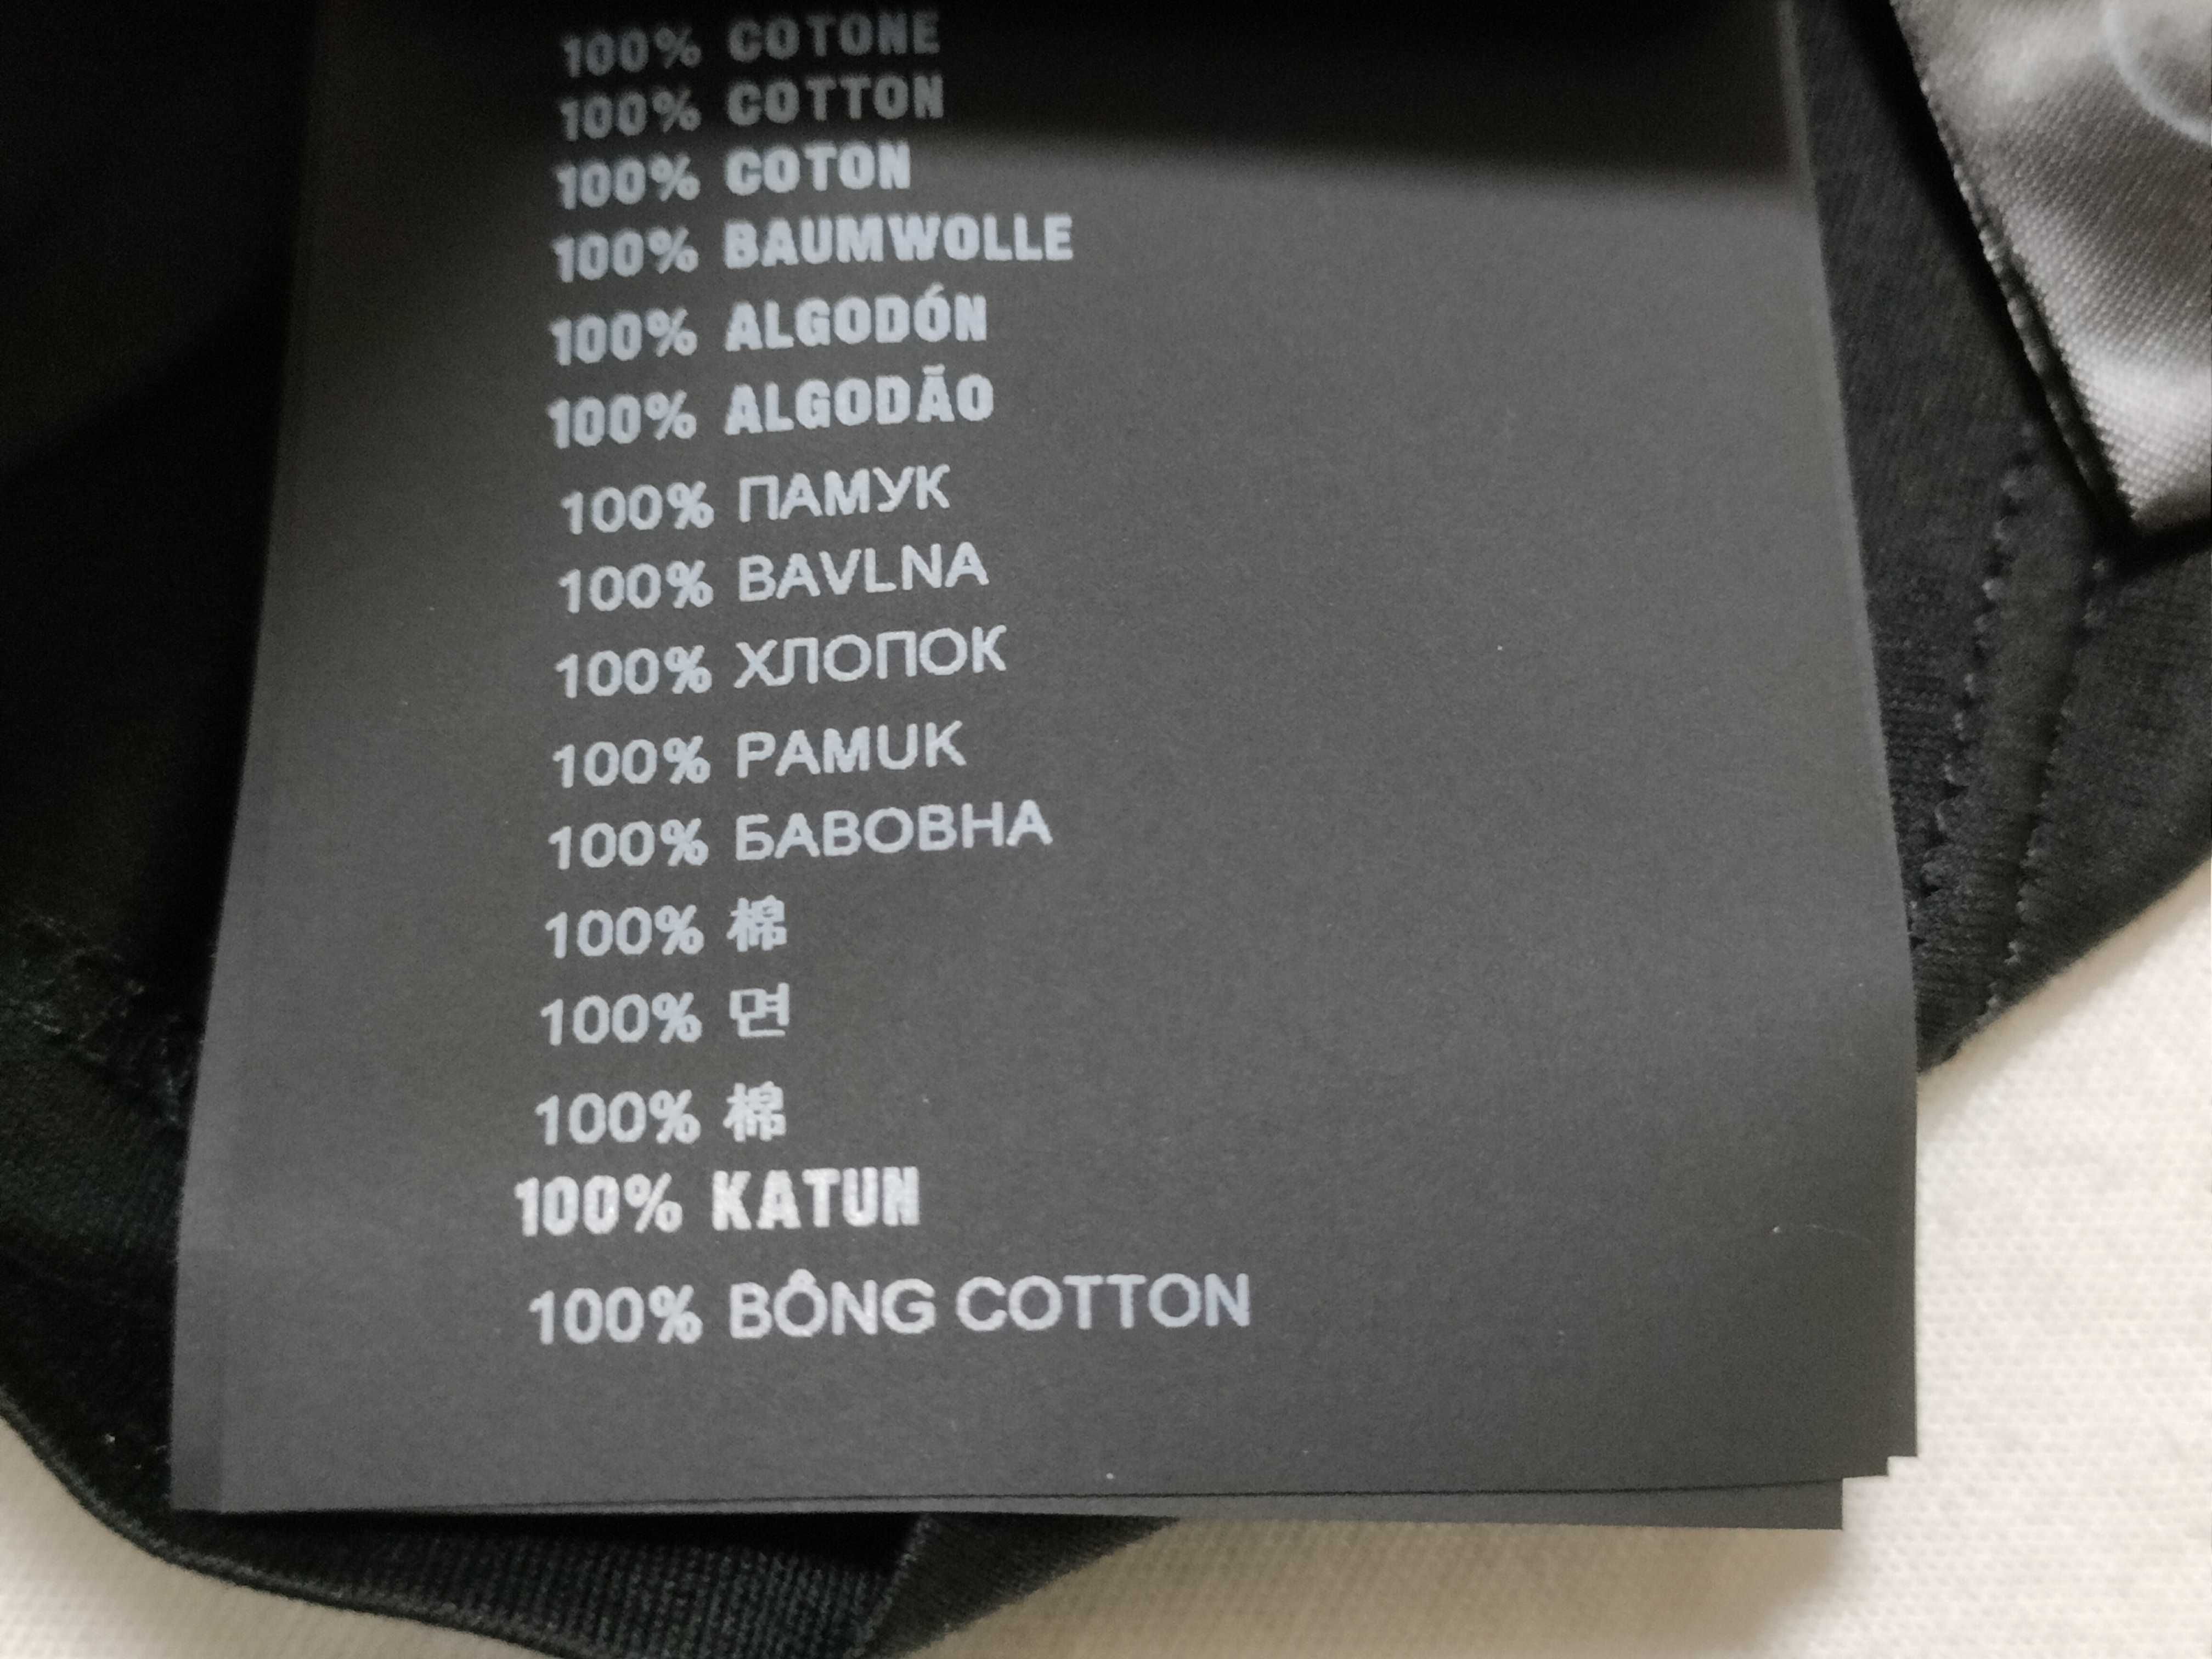 100% COTONE
100% COTTON
100% COTON
100% BAUMWOLLE
100% ALGODÓN
100% ALGODÃO
100% ПАМУК
100% BAVLNA
100% ХЛОПОК
100% PAMUK
100% БАВОВНА
100% 棉
100% 면
100% 棉
100% KATUN
100% BÔNG COTTON